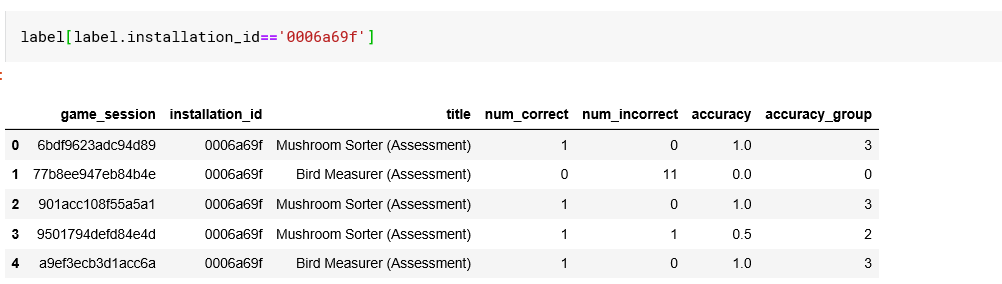 label[label.installation_id=='0006a69f']
:
game_session installation_id title num_correct num_incorrect accuracy accuracy_group
0 6bdf9623adc94d89 0006a69f Mushroom Sorter (Assessment) 1 0 1.0 3
1 77b8ee947eb84b4e 0006a69f Bird Measurer (Assessment) 0 11 0.0 0
2 901acc108f55a5a1 0006a69f Mushroom Sorter (Assessment) 1 0 1.0 3
3 9501794defd84e4d 0006a69f Mushroom Sorter (Assessment) 1 1 0.5 2
4 a9ef3ecb3d1acc6a 0006a69f Bird Measurer (Assessment) 1 0 1.0 3